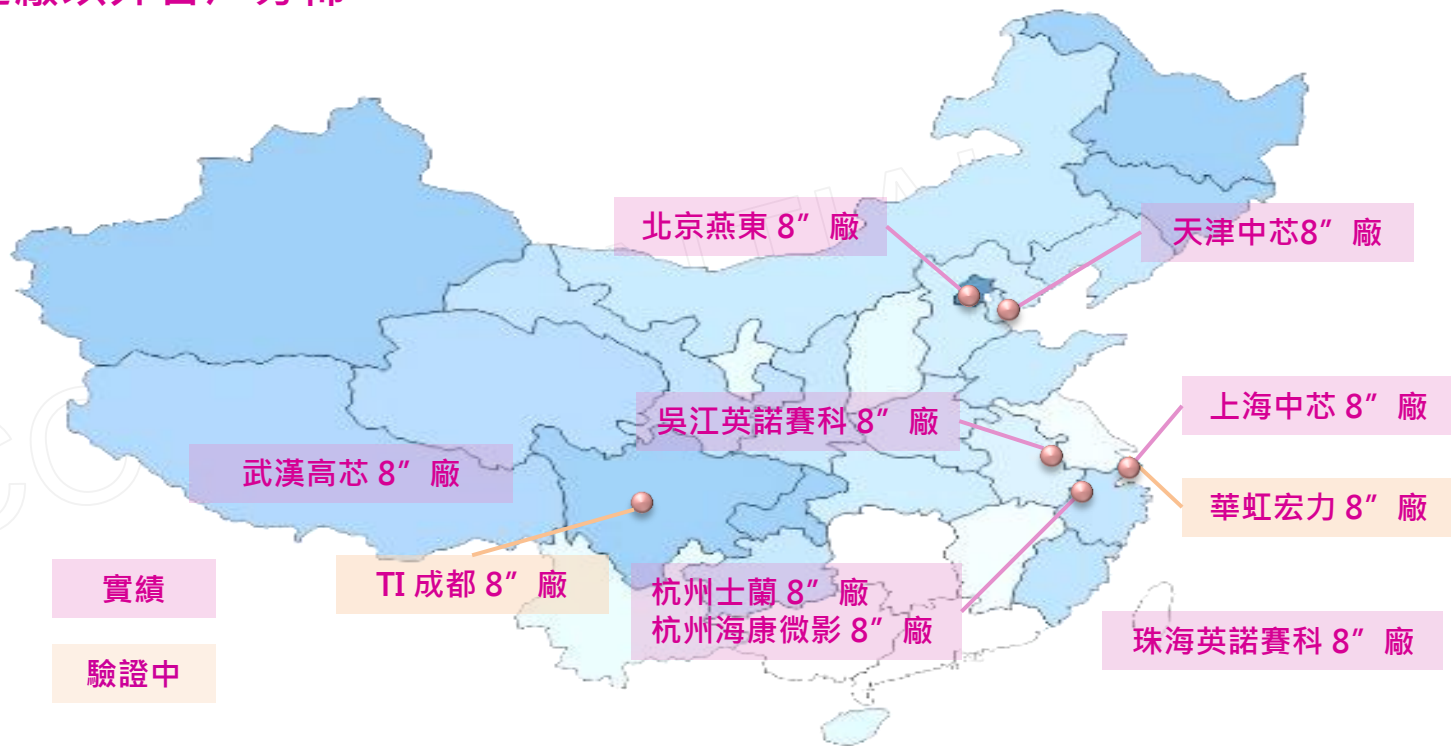 北京燕東 8” 廠
天津中芯8” 廠
上海中芯 8” 廠
吳江英諾賽科 8” 廠
武漢高芯 8” 廠
華虹宏力 8” 廠
TI 成都 8” 廠
實績
杭州士蘭 8” 廠
杭州海康微影 8” 廠
珠海英諾賽科 8” 廠
驗證中